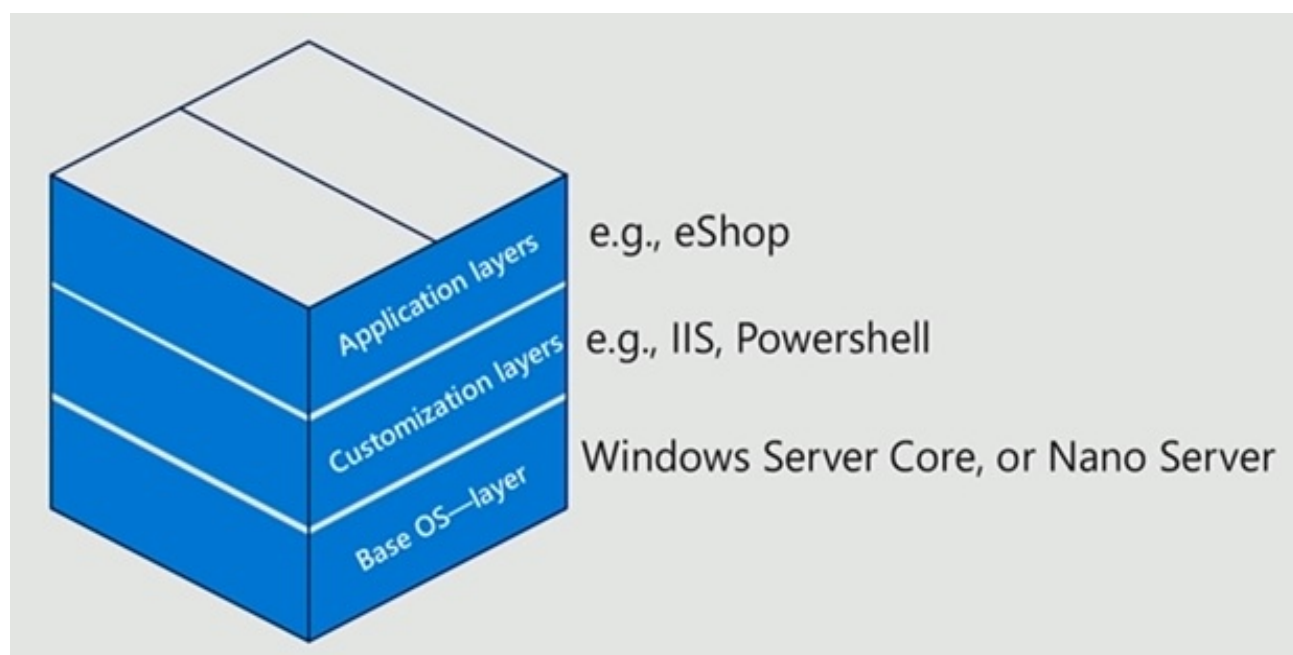 e.g., eShop
Application layers
e.g., IIS, Powershell
Customization layers
Windows Server Core, or Nano Server
Base OS—layer